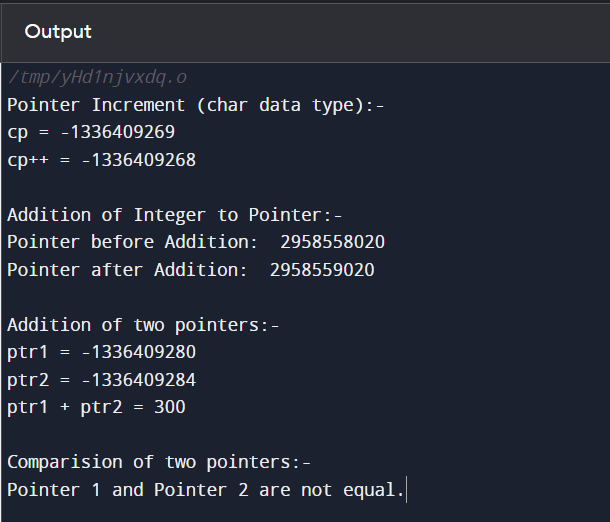 Output
/tmp/yHd1njvxdq.o
Pointer Increment (char data type):-
cp = -1336409269
cp++ = -1336409268
Addition of Integer to Pointer:-
Pointer before Addition:  2958558020
Pointer after Addition:  2958559020
Addition of two pointers:-
ptr1 = -1336409280
ptr2 = -1336409284
ptr1 + ptr2 = 300
Comparision of two pointers:-
Pointer 1 and Pointer 2 are not equal.